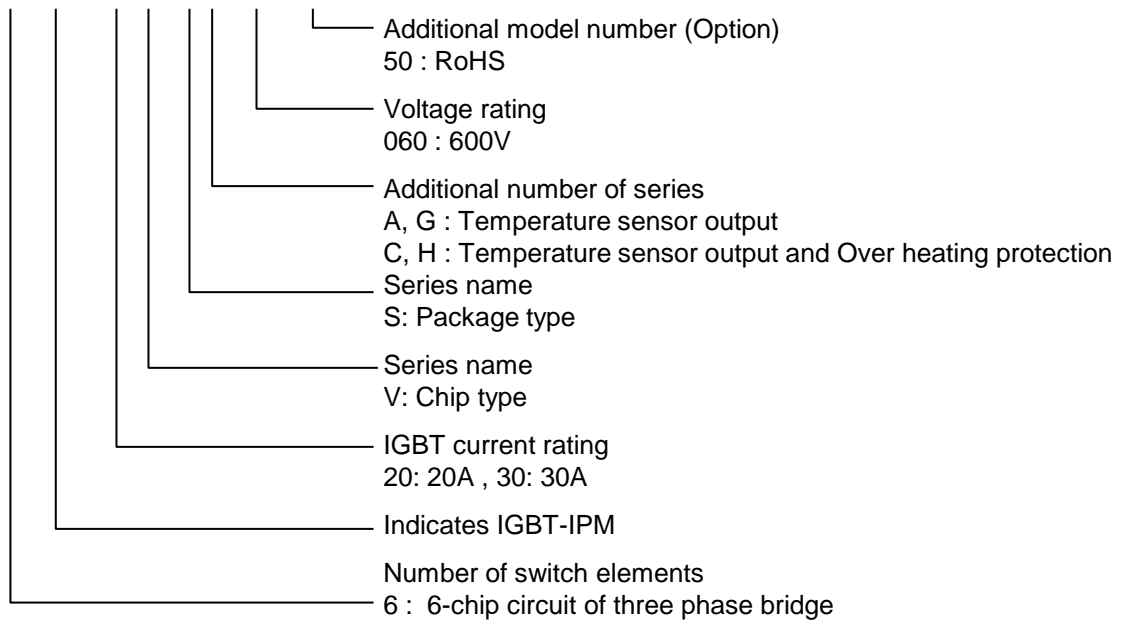 Additional model number (Option)
50 : RoHS
Voltage rating
060 : 600V
Additional number of series
A, G : Temperature sensor output
C, H : Temperature sensor output and Over heating protection
Series name
S: Package type
Series name
V: Chip type
IGBT current rating
20: 20A , 30: 30A
Indicates IGBT-IPM
Number of switch elements
6 :  6-chip circuit of three phase bridge